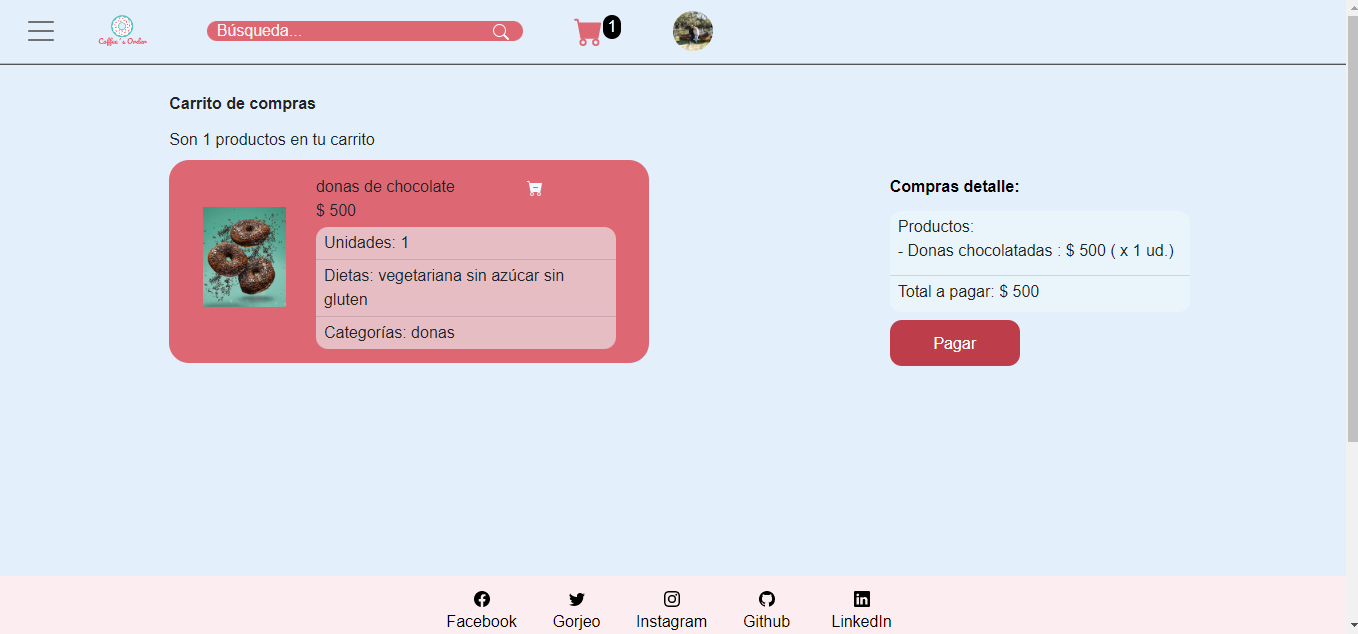 Coffee's Order
Búsqueda...
1
Carrito de compras
Son 1 productos en tu carrito
donas de chocolate
$ 500
Unidades: 1
Dietas: vegetariana sin azúcar sin
gluten
Categorías: donas
Compras detalle:
Productos:
- Donas chocolatadas : $ 500 ( x 1 ud.)
Total a pagar: $ 500
Pagar
Facebook
Gorjeo
Instagram
Github
LinkedIn